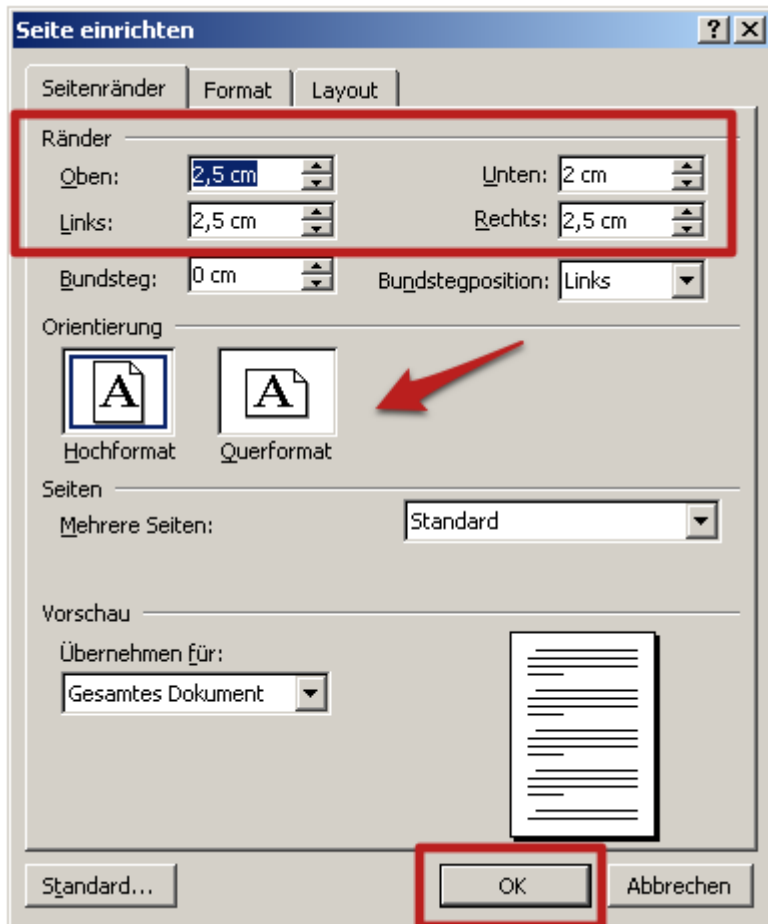 Seite einrichten
Seitenränder Format Layout
Ränder
Oben: 2,5 cm Unten: 2 cm
Links: 2,5 cm Rechts: 2,5 cm
Bundsteg: 0 cm Bundstegposition: Links
Orientierung
A A
Hochformat Querformat
Seiten
Mehrere Seiten: Standard
Vorschau
Übernehmen für:
Gesamtes Dokument
Standard... OK Abbrechen